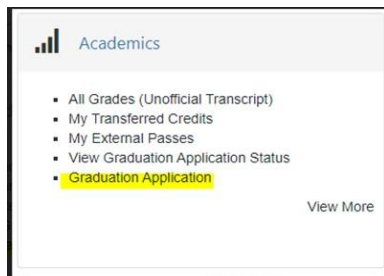 Academics
All Grades (Unofficial Transcript)
My Transferred Credits
My External Passes
View Graduation Application Status
Graduation Application
View More